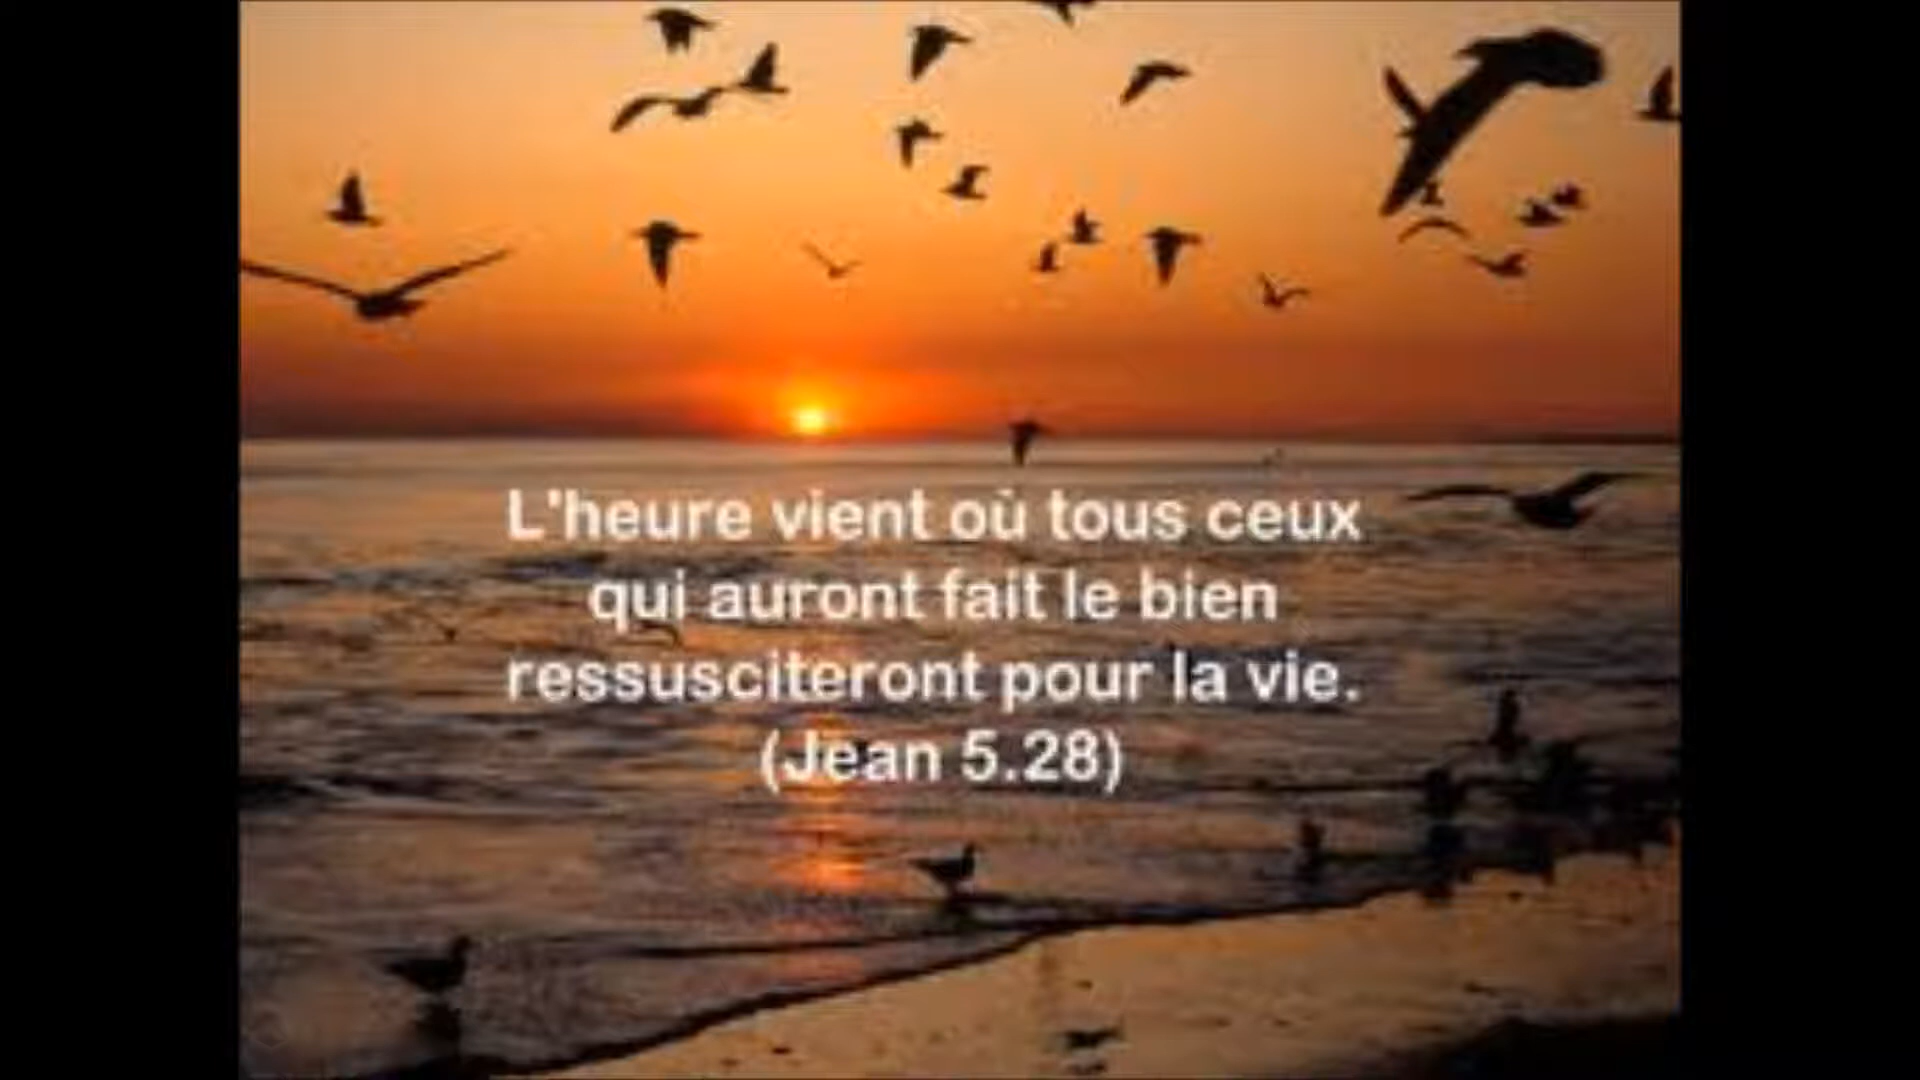 L'heure vient où tous ceux
qui auront fait le bien
ressusciteront pour la vie.
(Jean 5.28)